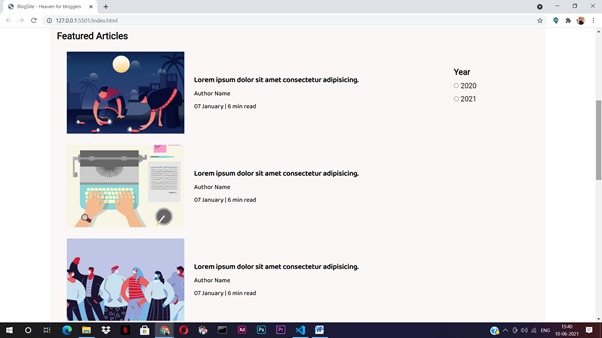 BlogSite - Heaven for bloggers
127.0.0.1:5501/index.html
Featured Articles
Lorem ipsum dolor sit amet consectetur adipisicing.
Author Name
07 January | 6 min read
Year
2020
2021
Lorem ipsum dolor sit amet consectetur adipisicing.
Author Name
07 January | 6 min read
Lorem ipsum dolor sit amet consectetur adipisicing.
Author Name
07 January | 6 min read
Xd
Ps
Pr
W
ENG
15:40
10-06-2021